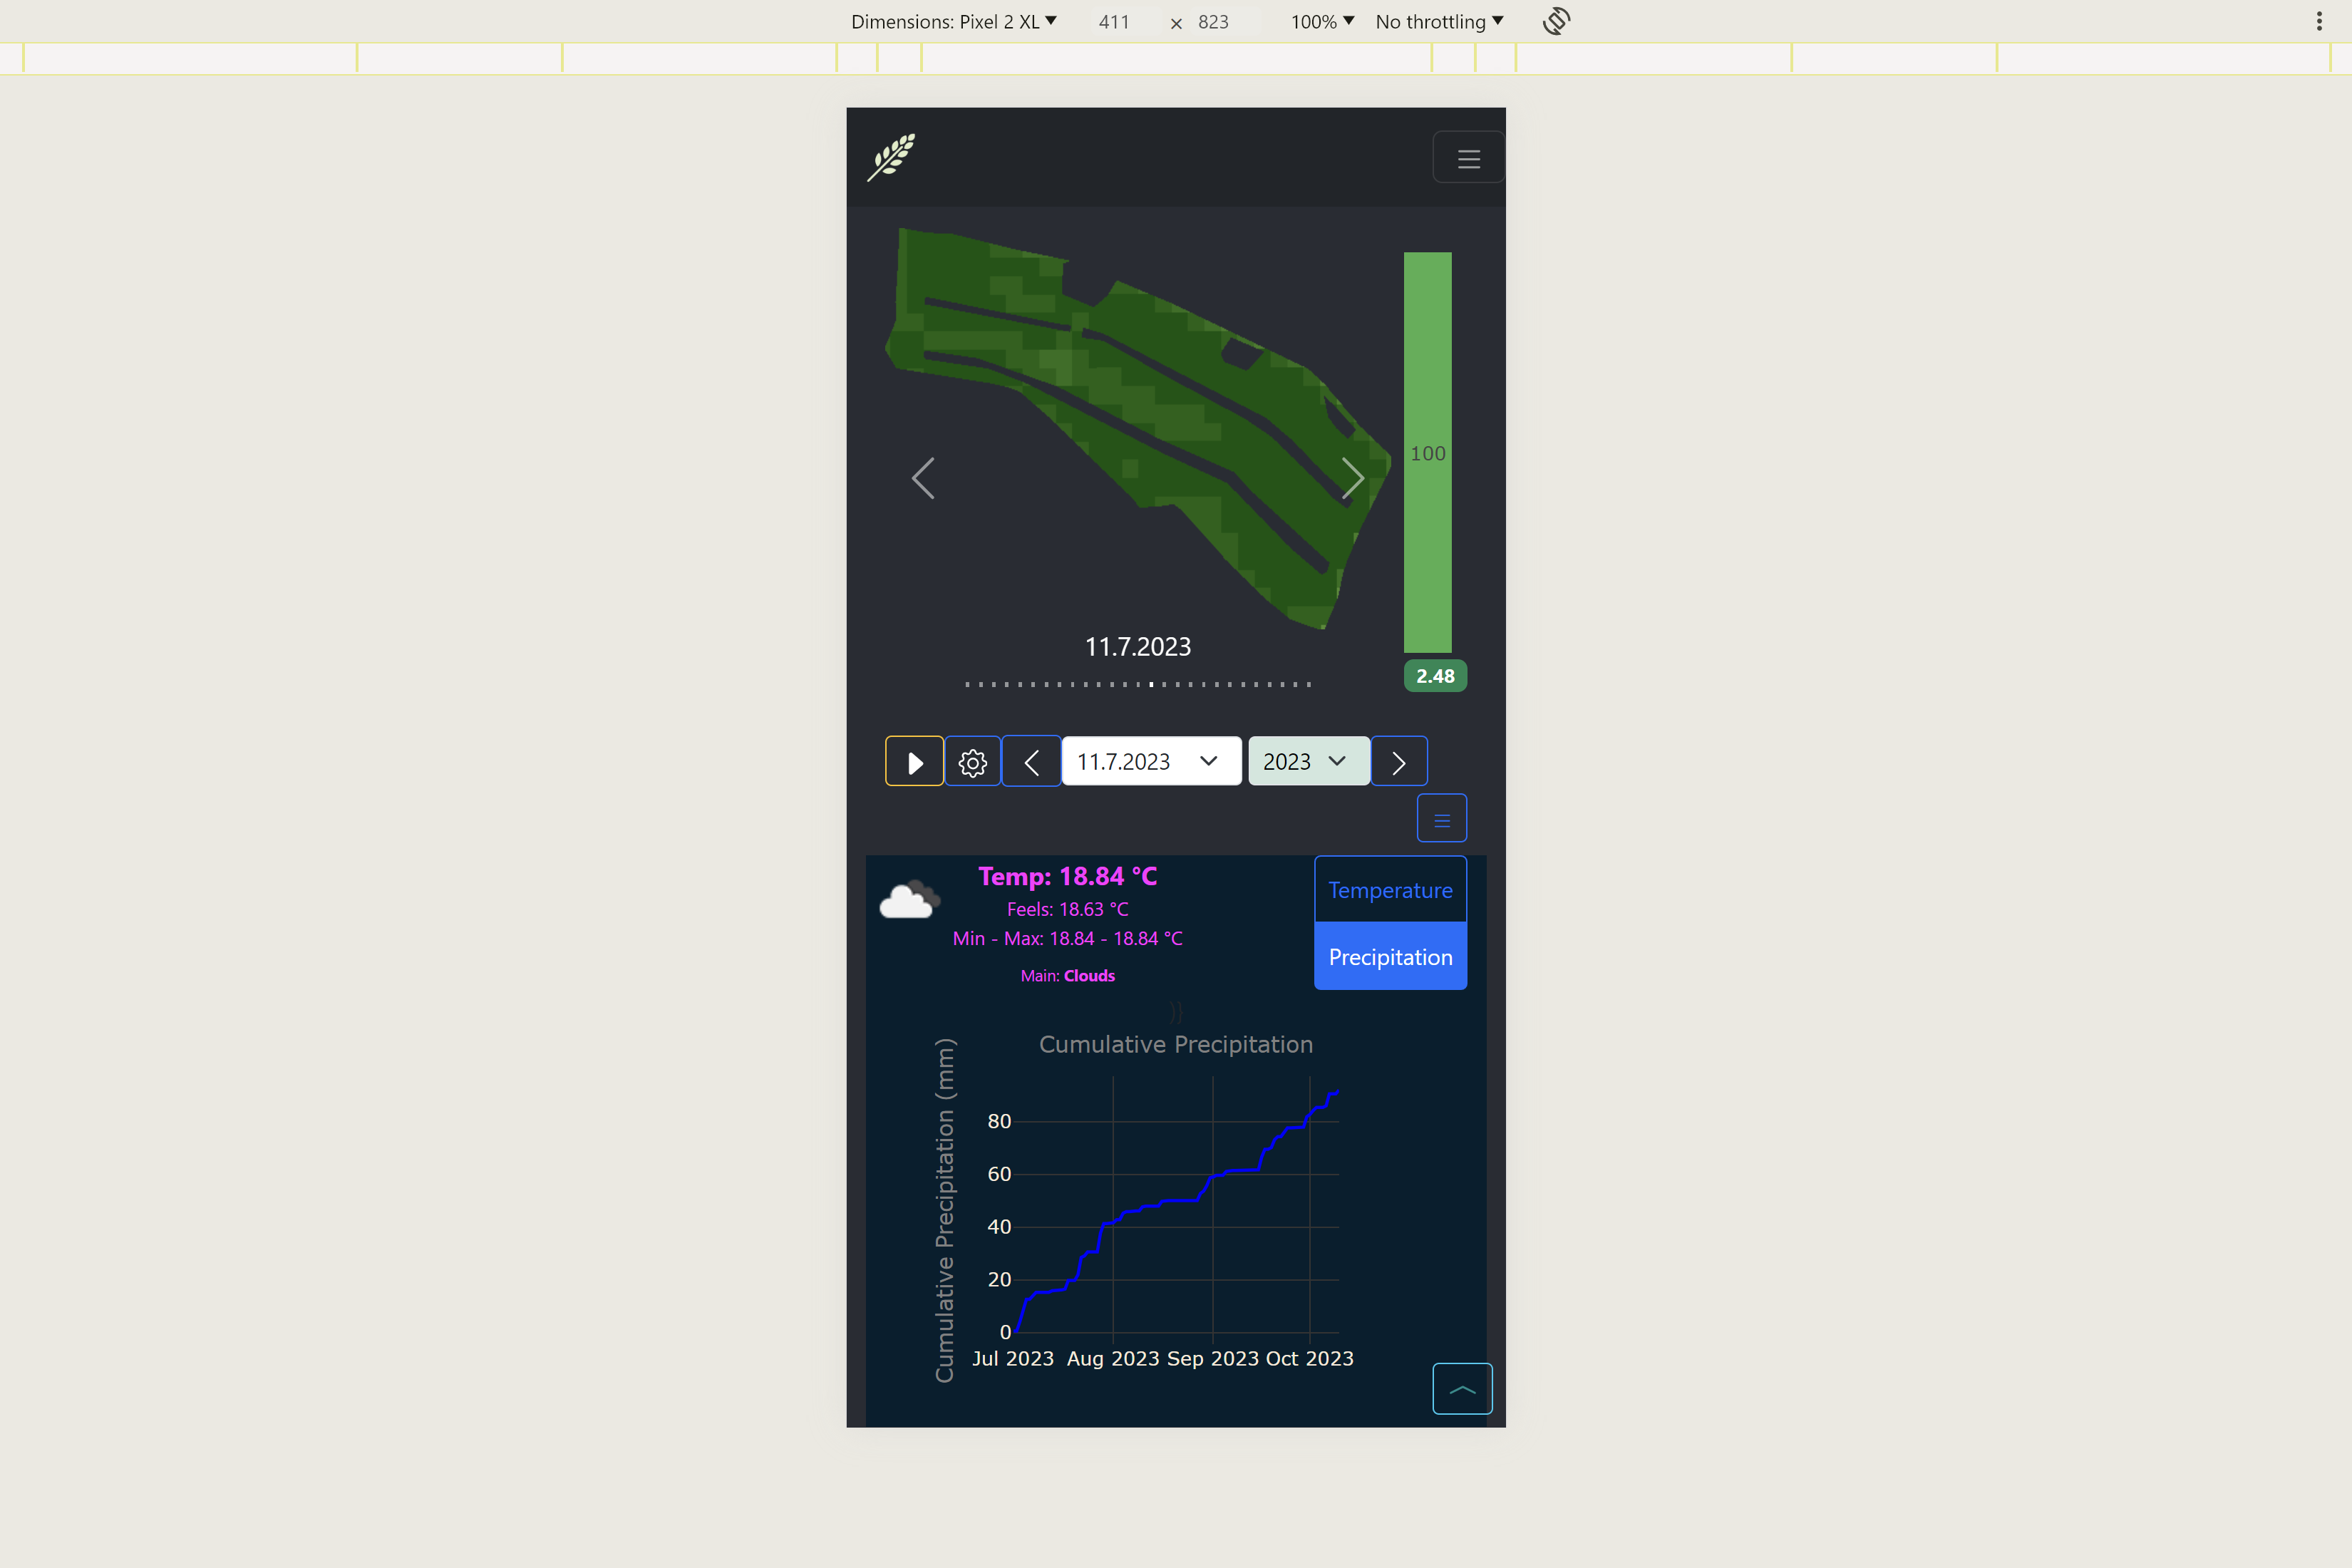 Dimensions: Pixel 2 XL 411 × 823 100% No throttling
100
11.7.2023
2.48
11.7.2023 2023
Temp: 18.84 °C
Feels: 18.63 °C
Min - Max: 18.84 - 18.84 °C
Main: Clouds
Temperature
Precipitation
))
Cumulative Precipitation
Cumulative Precipitation (mm)
80
60
40
20
0
Jul 2023 Aug 2023 Sep 2023 Oct 2023